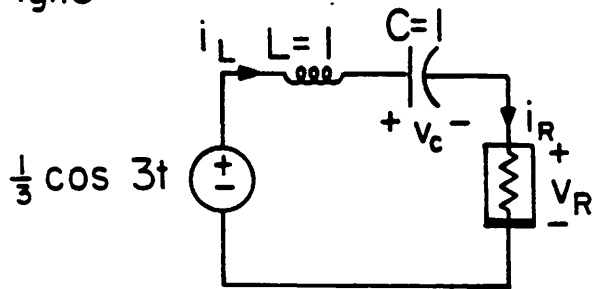 i_L L=1 C=1
+ v_c −
i_R
1/3 cos 3t
+
−
+
v_R
−